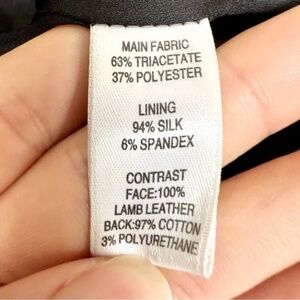 MAIN FABRIC
63% TRIACETATE
37% POLYESTER
LINING
94% SILK
6% SPANDEX
CONTRAST
FACE:100%
LAMB LEATHER
BACK:97% COTTON
3% POLYURETHANE